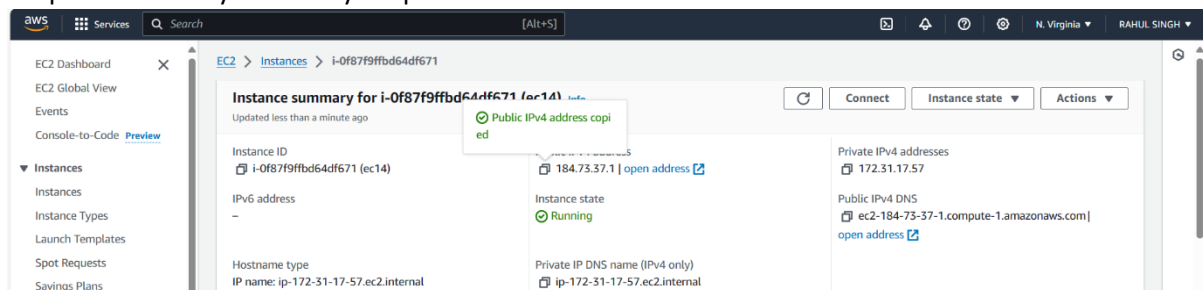 aws Services Search [Alt+S] N. Virginia RAHUL SINGH
EC2 Dashboard
EC2 Global View
Events
Console-to-Code Preview
Instances
Instances
Instance Types
Launch Templates
Spot Requests
Savings Plans
EC2 > Instances > i-0f87f9ffbd64df671
Instance summary for i-0f87f9ffbd64df671 (ec14) Info
Updated less than a minute ago
Connect Instance state Actions
Public IPv4 address copi
ed
Instance ID
i-0f87f9ffbd64df671 (ec14)
184.73.37.1 | open address
Private IPv4 addresses
172.31.17.57
IPv6 address
–
Instance state
Running
Public IPv4 DNS
ec2-184-73-37-1.compute-1.amazonaws.com |
open address
Hostname type
IP name: ip-172-31-17-57.ec2.internal
Private IP DNS name (IPv4 only)
ip-172-31-17-57.ec2.internal